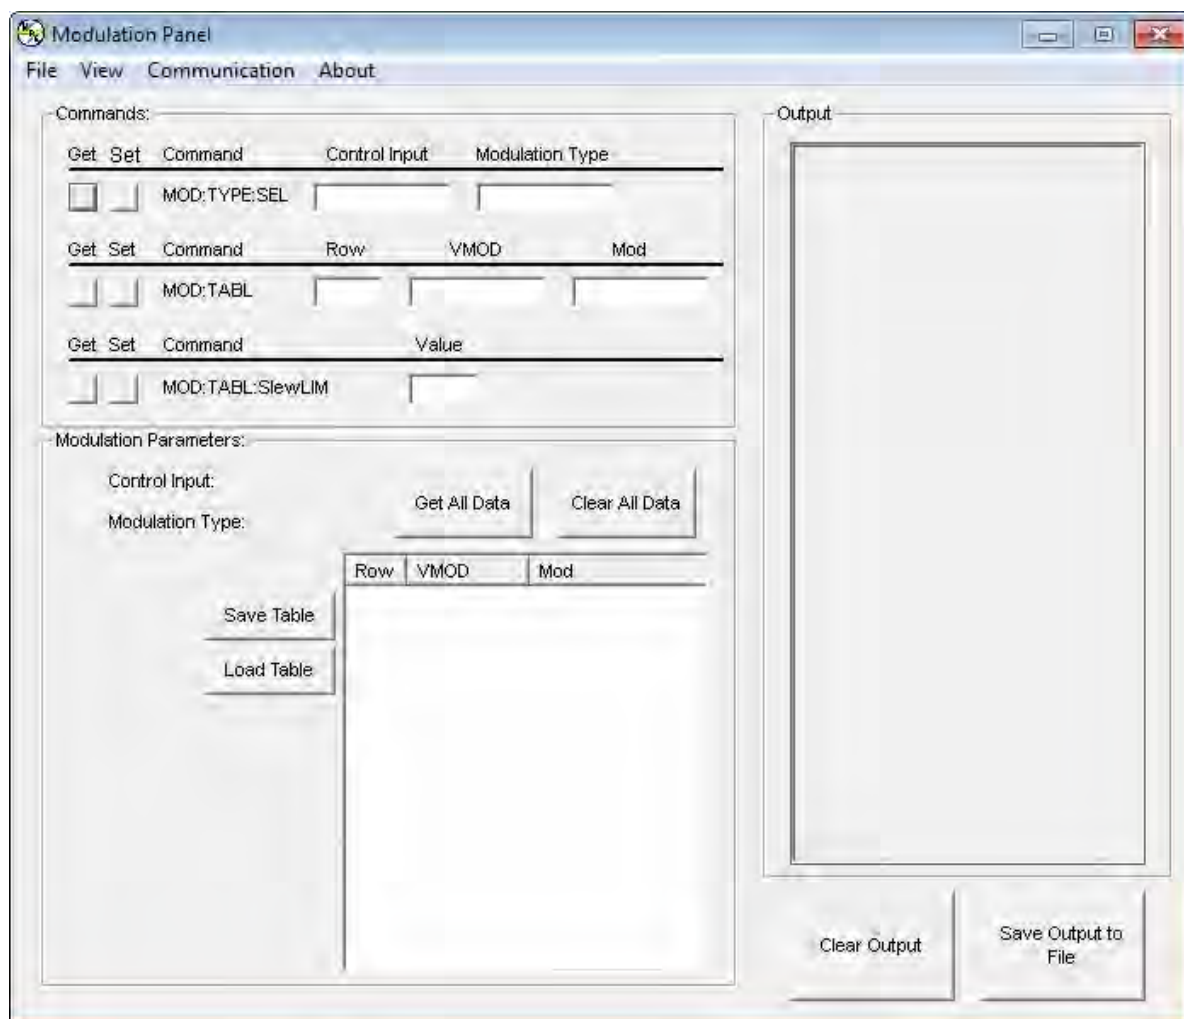 Modulation Panel
File View Communication About
Commands:
Get Set Command Control Input Modulation Type
MOD:TYPE:SEL
Get Set Command Row VMOD Mod
MOD:TABL
Get Set Command Value
MOD:TABL:SlewLIM
Modulation Parameters:
Control Input:
Modulation Type:
Get All Data
Clear All Data
Row VMOD Mod
Save Table
Load Table
Output
Clear Output
Save Output to
File